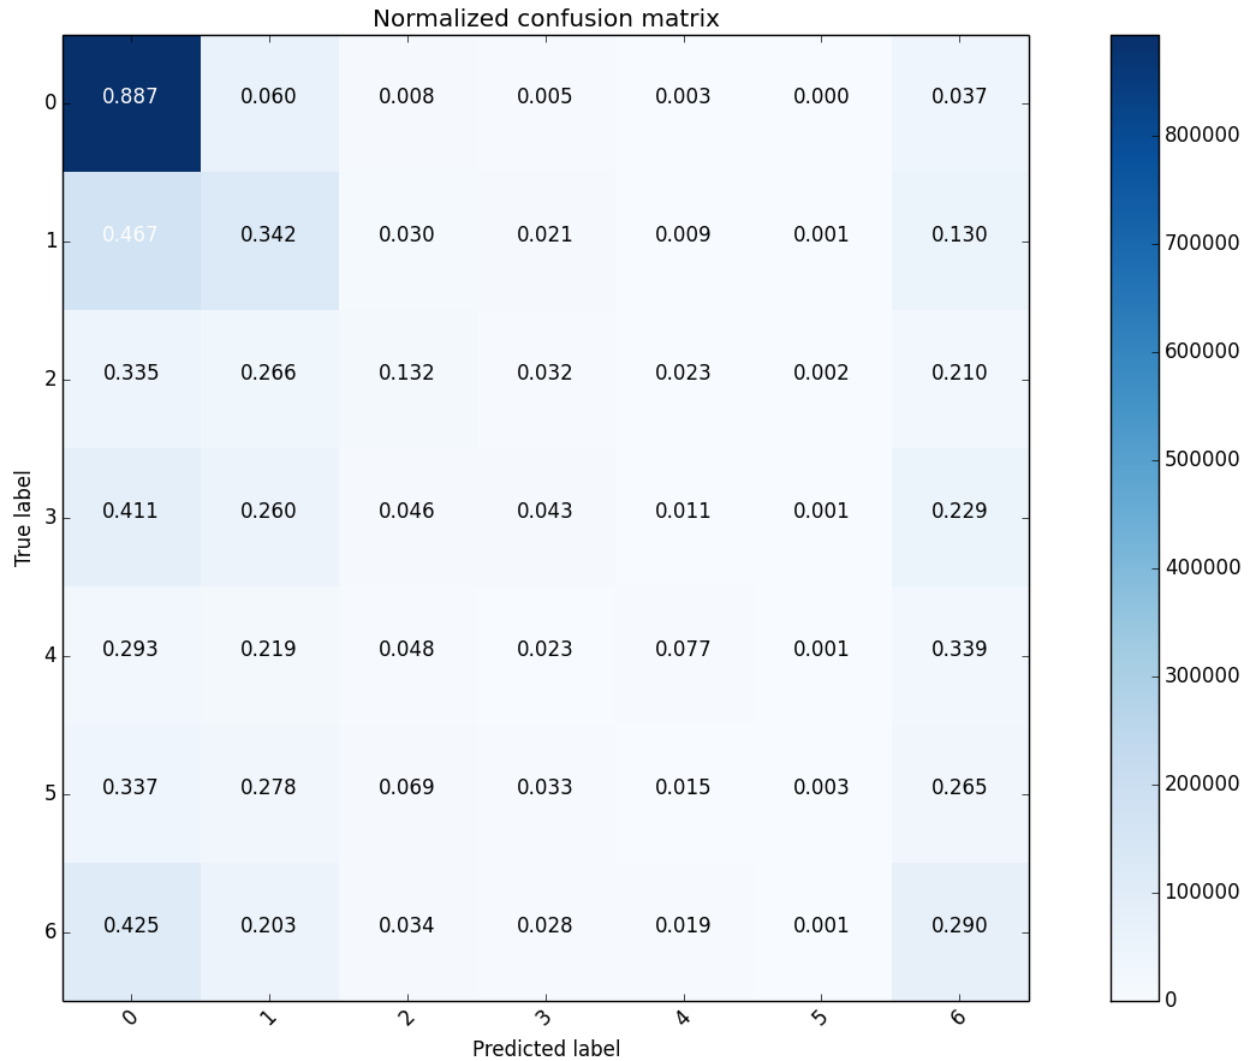 Normalized confusion matrix
True label
0 0.887 0.060 0.008 0.005 0.003 0.000 0.037
1 0.467 0.342 0.030 0.021 0.009 0.001 0.130
2 0.335 0.266 0.132 0.032 0.023 0.002 0.210
3 0.411 0.260 0.046 0.043 0.011 0.001 0.229
4 0.293 0.219 0.048 0.023 0.077 0.001 0.339
5 0.337 0.278 0.069 0.033 0.015 0.003 0.265
6 0.425 0.203 0.034 0.028 0.019 0.001 0.290
0 1 2 3 4 5 6
Predicted label
800000
700000
600000
500000
400000
300000
200000
100000
0